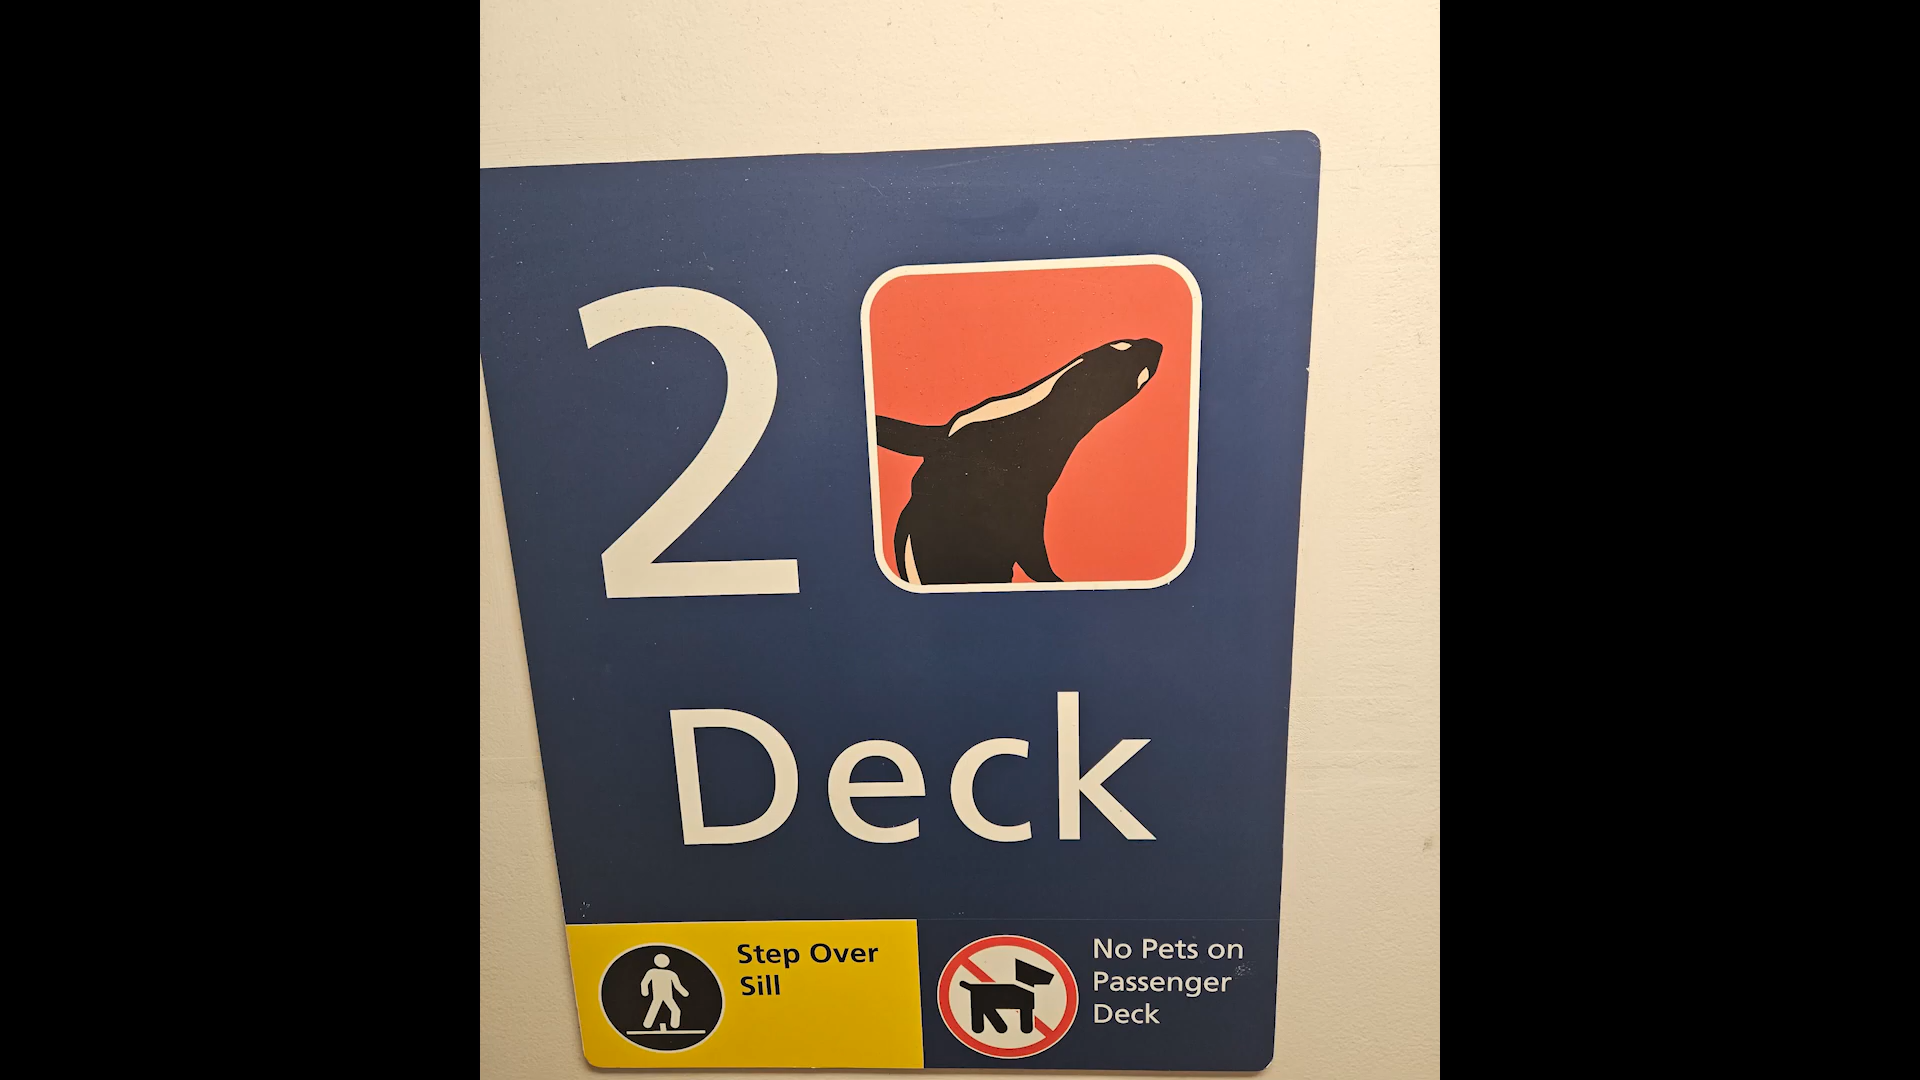 2
Deck
Step Over
Sill
No Pets on
Passenger
Deck